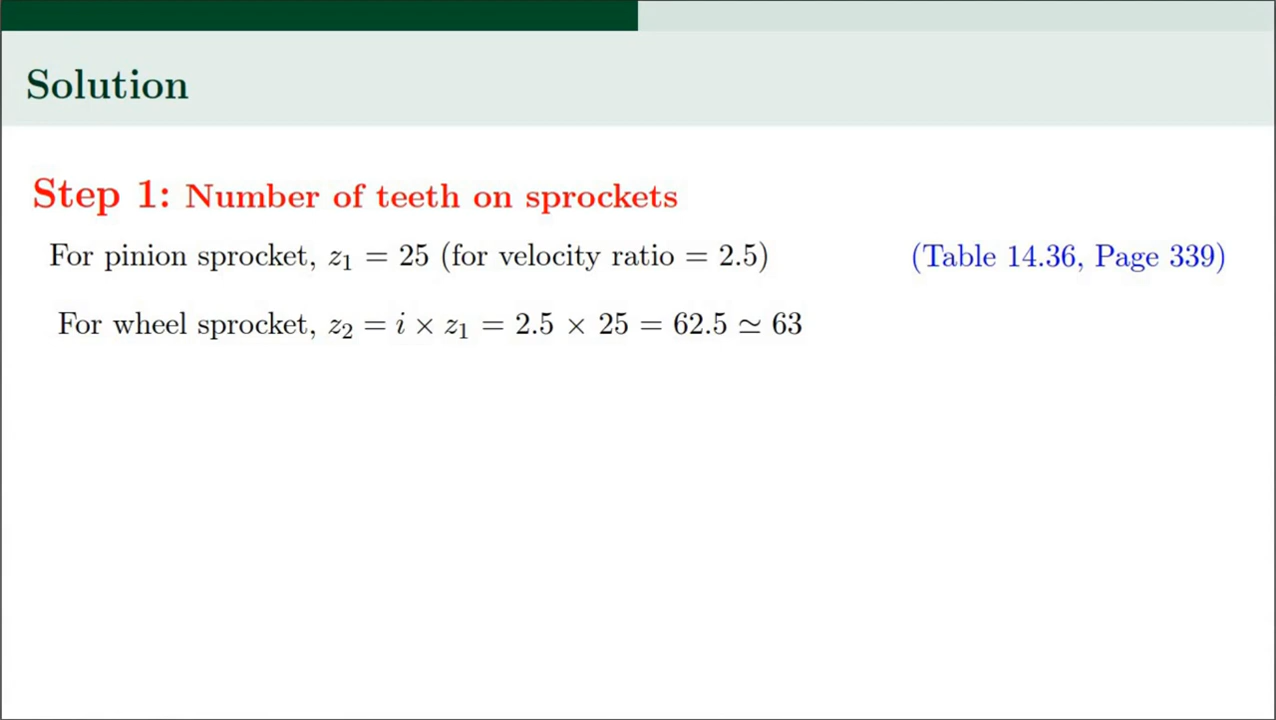 Solution
Step 1: Number of teeth on sprockets
For pinion sprocket, z₁ = 25 (for velocity ratio = 2.5) (Table 14.36, Page 339)
For wheel sprocket, z₂ = i × z₁ = 2.5 × 25 = 62.5 ≃ 63